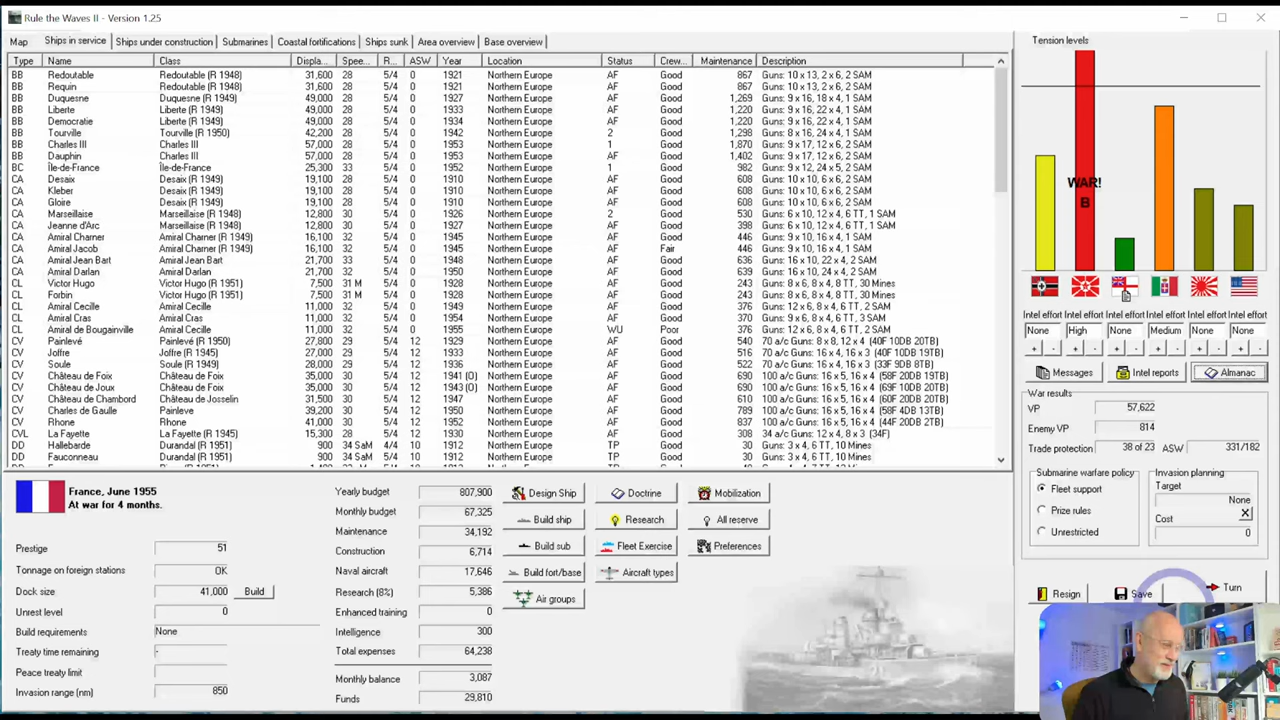 Rule the Waves II - Version 1.25
Map Ships in service Ships under construction Submarines Coastal fortifications Ships sunk Area overview Base overview
Type Name Class Displa... Spee... R... ASW Year Location Status Crew... Maintenance Description
BB Redoutable Redoutable (R 1948) 31,600 28 5/4 0 1921 Northern Europe AF Good 867 Guns: 10 x 13, 2 x 6, 2 SAM
BB Requin Redoutable (R 1948) 31,600 28 5/4 0 1921 Northern Europe AF Good 867 Guns: 10 x 13, 2 x 6, 2 SAM
BB Duquesne Duquesne (R 1949) 49,000 28 5/4 0 1927 Northern Europe AF Good 1,269 Guns: 9 x 16, 18 x 4, 1 SAM
BB Liberte Liberte (R 1949) 49,000 28 5/4 0 1933 Northern Europe AF Good 1,220 Guns: 9 x 16, 22 x 4, 1 SAM
BB Democratie Liberte (R 1949) 49,000 28 5/4 0 1934 Northern Europe AF Good 1,220 Guns: 9 x 16, 22 x 4, 1 SAM
BB Tourville Tourville (R 1950) 42,200 28 5/4 0 1942 Northern Europe 2 Good 1,298 Guns: 8 x 16, 24 x 4, 1 SAM
BB Charles III Charles III 57,000 28 5/4 0 1953 Northern Europe 1 Good 1,870 Guns: 9 x 17, 12 x 6, 2 SAM
BB Dauphin Charles III 57,000 28 5/4 0 1953 Northern Europe AF Good 1,402 Guns: 9 x 17, 12 x 6, 2 SAM
BC Île-de-France Île-de-France 25,300 33 5/4 0 1952 Northern Europe 1 Good 982 Guns: 9 x 12, 24 x 5, 2 SAM
CA Desaix Desaix (R 1949) 19,100 28 5/4 0 1910 Northern Europe AF Good 608 Guns: 10 x 10, 6 x 6, 2 SAM
CA Kleber Desaix (R 1949) 19,100 28 5/4 0 1910 Northern Europe AF Good 608 Guns: 10 x 10, 6 x 6, 2 SAM
CA Gloire Desaix (R 1949) 19,100 28 5/4 0 1910 Northern Europe AF Good 608 Guns: 10 x 10, 6 x 6, 2 SAM
CA Marseillaise Marseillaise (R 1948) 12,800 30 5/4 0 1926 Northern Europe 2 Good 530 Guns: 6 x 10, 12 x 4, 6 TT, 1 SAM
CA Jeanne d'Arc Marseillaise (R 1948) 12,800 30 5/4 0 1927 Northern Europe AF Good 398 Guns: 6 x 10, 12 x 4, 6 TT, 1 SAM
CA Amiral Charner Amiral Charner (R 1949) 16,100 32 5/4 0 1945 Northern Europe AF Good 446 Guns: 9 x 10, 16 x 4, 1 SAM
CA Amiral Jacob Amiral Charner (R 1949) 16,100 32 5/4 0 1945 Northern Europe AF Fair 446 Guns: 9 x 10, 16 x 4, 1 SAM
CA Amiral Jean Bart Amiral Jean Bart 21,700 33 5/4 0 1948 Northern Europe AF Good 636 Guns: 16 x 10, 22 x 4, 2 SAM
CA Amiral Darlan Amiral Darlan 21,700 32 5/4 0 1950 Northern Europe AF Good 639 Guns: 16 x 10, 24 x 4, 2 SAM
CL Victor Hugo Victor Hugo (R 1951) 7,500 31 M 5/4 0 1928 Northern Europe AF Good 243 Guns: 8 x 6, 8 x 4, 8 TT, 30 Mines
CL Forbin Victor Hugo (R 1951) 7,500 31 M 5/4 0 1928 Northern Europe AF Good 243 Guns: 8 x 6, 8 x 4, 8 TT, 30 Mines
CL Amiral Cecille Amiral Cecille 11,000 32 5/4 0 1949 Northern Europe AF Good 376 Guns: 12 x 6, 8 x 4, 6 TT, 2 SAM
CL Amiral Cras Amiral Cras 11,000 32 5/4 0 1954 Northern Europe AF Good 370 Guns: 9 x 6, 8 x 4, 6 TT, 3 SAM
CL Amiral de Bougainville Amiral Cecille 11,000 32 5/4 0 1955 Northern Europe WU Poor 376 Guns: 12 x 6, 8 x 4, 6 TT, 2 SAM
CV Painlevé Painlevé (R 1950) 27,800 29 5/4 12 1929 Northern Europe AF Good 540 70 a/c Guns: 8 x 8, 12 x 4 (40F 10DB 20TB)
CV Joffre Joffre (R 1945) 27,000 29 5/4 12 1933 Northern Europe AF Good 522 70 a/c Guns: 16 x 4, 16 x 3 (40F 10DB 19TB)
CV Soule Soule (R 1949) 28,000 29 5/4 12 1936 Northern Europe AF Good 516 71 a/c Guns: 16 x 4, 12 x 3 (33F 9DB 8TB)
CV Château de Foix Château de Foix 35,000 30 5/4 12 1941 (O) Northern Europe AF Good 690 100 a/c Guns: 16 x 5, 16 x 4 (58F 20DB 19TB)
CV Château de Joux Château de Foix 35,000 30 5/4 12 1943 (O) Northern Europe AF Good 690 100 a/c Guns: 16 x 5, 16 x 4 (59F 20DB 20TB)
CV Château de Chambord Château de Josselin 35,000 30 5/4 12 1947 Northern Europe AF Good 610 100 a/c Guns: 16 x 5, 16 x 4 (60F 20DB 20TB)
CV Charles de Gaulle Painleve 39,200 30 5/4 12 1950 Northern Europe AF Good 789 100 a/c Guns: 16 x 5, 16 x 4 (58F 4DB 13TB)
CV Rhone Rhone 41,000 30 5/4 12 1952 Northern Europe AF Good 837 100 a/c Guns: 16 x 5, 16 x 4 (44F 20DB 2TB)
CVL La Fayette La Fayette (R 1945) 15,300 28 5/4 12 1930 Northern Europe AF Good 308 34 a/c Guns: 12 x 4, 8 x 3 (34F)
DD Hallebarde Durandal (R 1951) 900 34 SaM 4/4 10 1912 Northern Europe TP Good 30 Guns: 3 x 4, 6 TT, 10 Mines
DD Fauconneau Durandal (R 1951) 900 34 SaM 5/4 10 1912 Northern Europe TP Good 30 Guns: 3 x 4, 6 TT, 10 Mines
Tension levels
WAR!
B
Intel effort Intel effort Intel effort Intel effort Intel effort Intel effort
None High None Medium None None
+ - + - + - + - + - + -
Messages Intel reports Almanac
War results
VP 57,622
Enemy VP 814
Trade protection 38 of 23 ASW 331/182
Submarine warfare policy
Fleet support
Prize rules
Unrestricted
Invasion planning
Target
None
Cost
0
Resign Save Turn
France, June 1955
At war for 4 months.
Prestige 51
Tonnage on foreign stations OK
Dock size 41,000 Build
Unrest level 0
Build requirements None
Treaty time remaining -
Peace treaty limit
Invasion range (nm) 850
Yearly budget 807,900
Monthly budget 67,325
Maintenance 34,192
Construction 6,714
Naval aircraft 17,646
Research (8%) 5,386
Enhanced training 0
Intelligence 300
Total expenses 64,238
Monthly balance 3,087
Funds 29,810
Design Ship Doctrine Mobilization
Build ship Research All reserve
Build sub Fleet Exercise Preferences
Build fort/base Aircraft types
Air groups